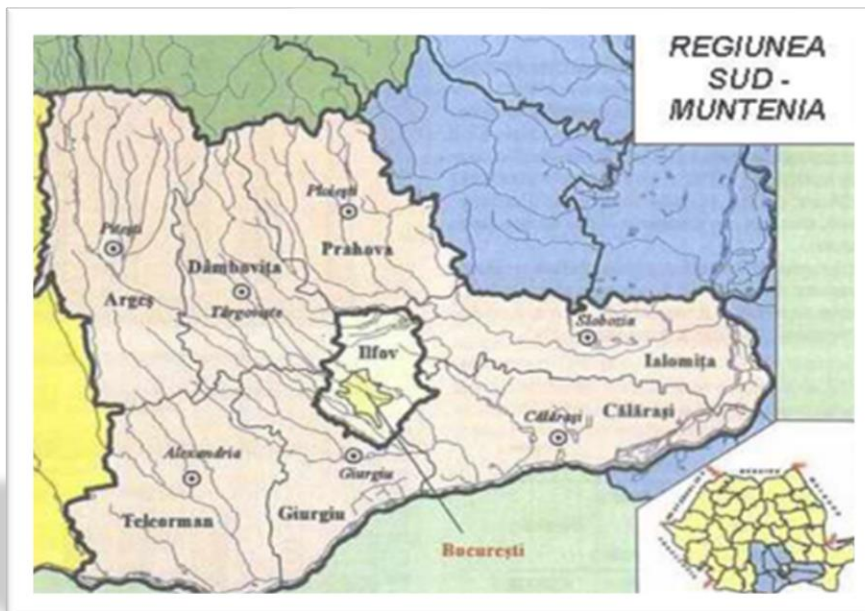 REGIUNEA
SUD -
MUNTENIA
Ploiești
Prahova
Pitești
Dâmbovița
Argeș
Târgoviște
Ilfov
Slobozia
Ialomița
Călărași
Călărași
Alexandria
Giurgiu
Teleorman
Giurgiu
București